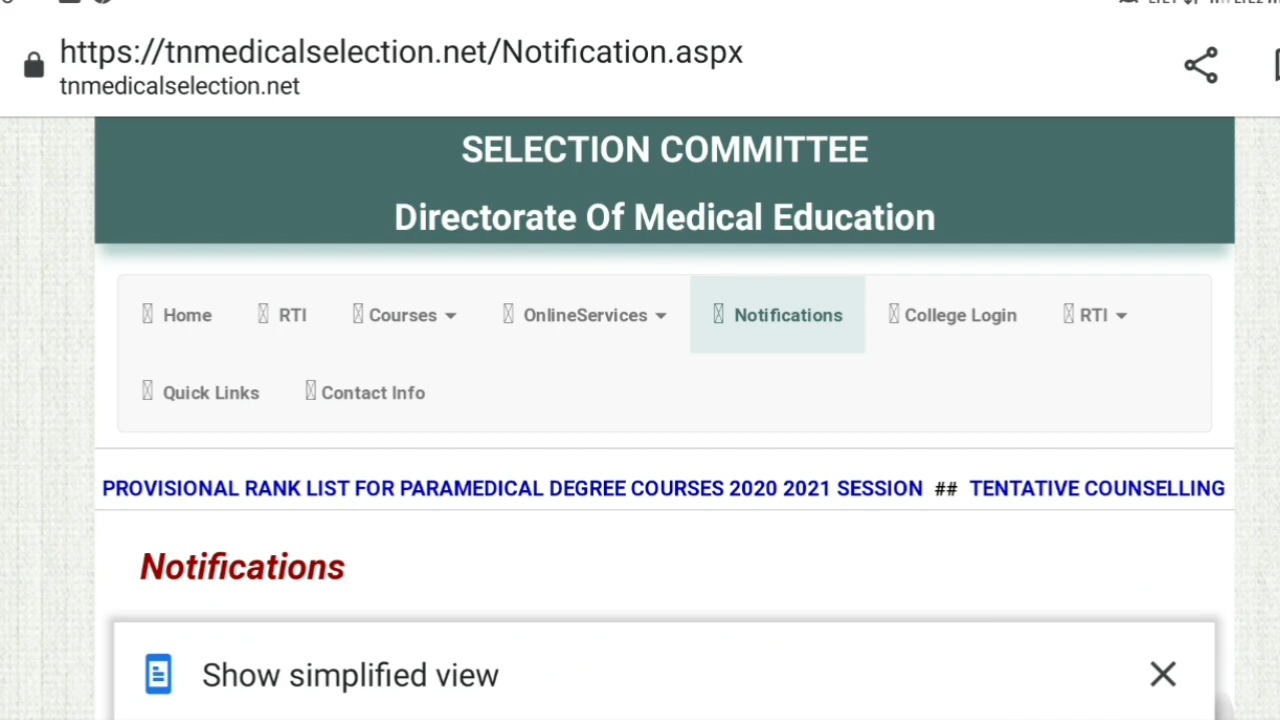 https://tnmedicalselection.net/Notification.aspx
tnmedicalselection.net
SELECTION COMMITTEE
Directorate Of Medical Education
Home RTI Courses OnlineServices Notifications College Login RTI
Quick Links Contact Info
PROVISIONAL RANK LIST FOR PARAMEDICAL DEGREE COURSES 2020 2021 SESSION ## TENTATIVE COUNSELLING
Notifications
Show simplified view